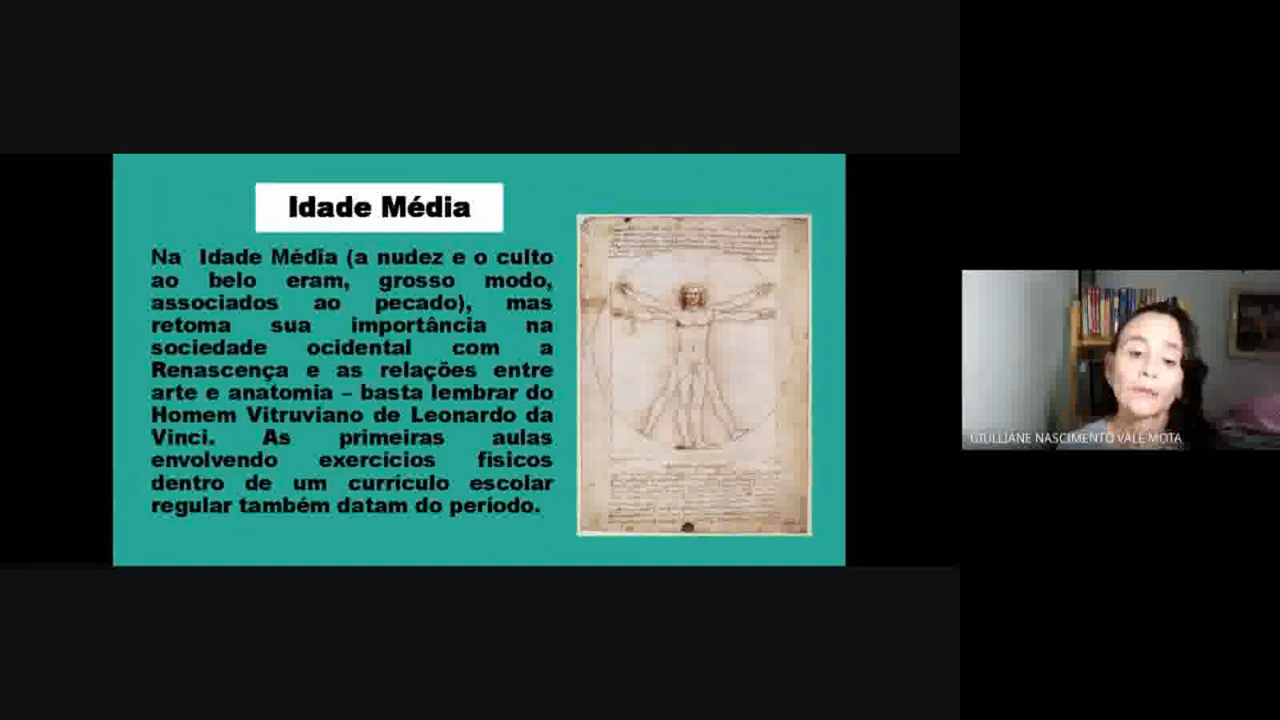 Idade Média
Na Idade Média (a nudez e o culto
ao belo eram, grosso modo,
associados ao pecado), mas
retoma sua importância na
sociedade ocidental com a
Renascença e as relações entre
arte e anatomia – basta lembrar do
Homem Vitruviano de Leonardo da
Vinci. As primeiras aulas
envolvendo exercícios físicos
dentro de um currículo escolar
regular também datam do período.
GIULLIANE NASCIMENTO VALE MOTA